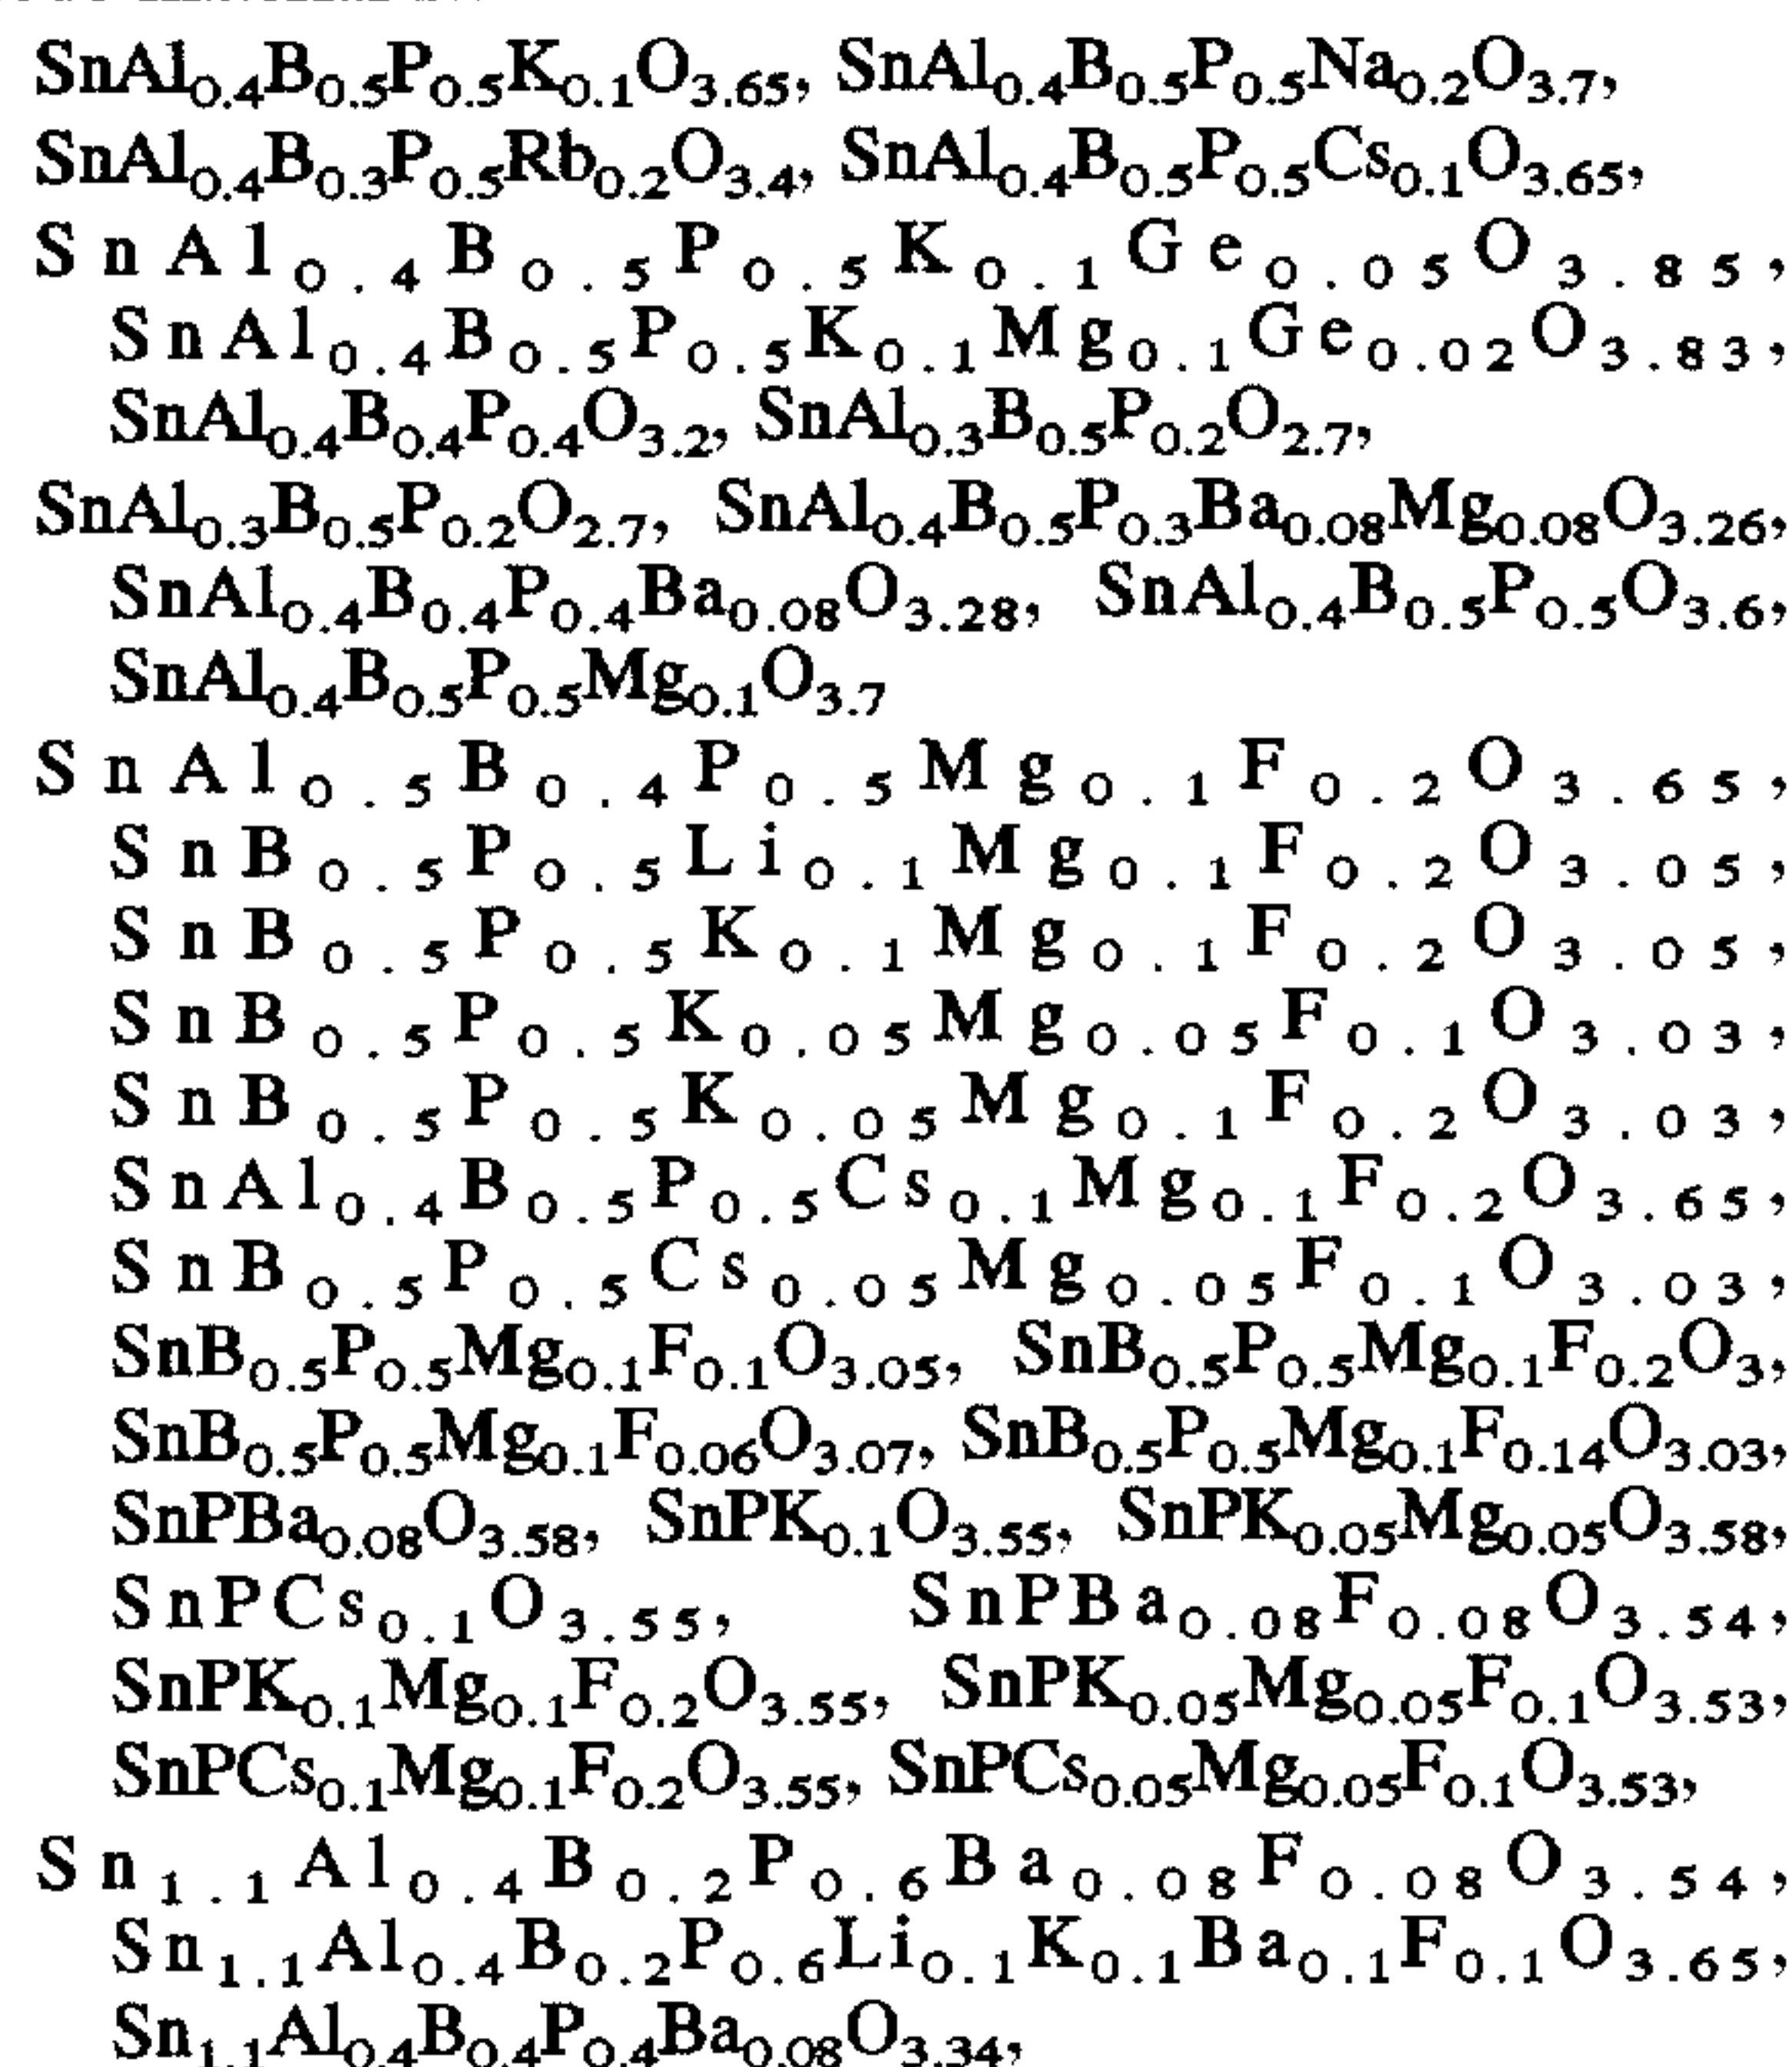 SnAl0.4B0.5P0.5K0.1O3.65, SnAl0.4B0.5P0.5Na0.2O3.7,
SnAl0.4B0.3P0.5Rb0.2O3.4, SnAl0.4B0.5P0.5Cs0.1O3.65,
SnAl0.4B0.5P0.5K0.1Ge0.05O3.85,
SnAl0.4B0.5P0.5K0.1Mg0.1Ge0.02O3.83,
SnAl0.4B0.4P0.4O3.2, SnAl0.3B0.5P0.2O2.7,
SnAl0.3B0.5P0.2O2.7, SnAl0.4B0.5P0.3Ba0.08Mg0.08O3.26,
SnAl0.4B0.4P0.4Ba0.08O3.28, SnAl0.4B0.5P0.5O3.6,
SnAl0.4B0.5P0.5Mg0.1O3.7
SnAl0.5B0.4P0.5Mg0.1F0.2O3.65,
SnB0.5P0.5Li0.1Mg0.1F0.2O3.05,
SnB0.5P0.5K0.1Mg0.1F0.2O3.05,
SnB0.5P0.5K0.05Mg0.05F0.1O3.03,
SnB0.5P0.5K0.05Mg0.1F0.2O3.03,
SnAl0.4B0.5P0.5Cs0.1Mg0.1F0.2O3.65,
SnB0.5P0.5Cs0.05Mg0.05F0.1O3.03,
SnB0.5P0.5Mg0.1F0.1O3.05, SnB0.5P0.5Mg0.1F0.2O3,
SnB0.5P0.5Mg0.1F0.06O3.07, SnB0.5P0.5Mg0.1F0.14O3.03,
SnPBa0.08O3.58, SnPK0.1O3.55, SnPK0.05Mg0.05O3.58,
SnPCs0.1O3.55, SnPBa0.08F0.08O3.54,
SnPK0.1Mg0.1F0.2O3.55, SnPK0.05Mg0.05F0.1O3.53,
SnPCs0.1Mg0.1F0.2O3.55, SnPCs0.05Mg0.05F0.1O3.53,
Sn1.1Al0.4B0.2P0.6Ba0.08F0.08O3.54,
Sn1.1Al0.4B0.2P0.6Li0.1K0.1Ba0.1F0.1O3.65,
Sn1.1Al0.4B0.4P0.4Ba0.08O3.34,